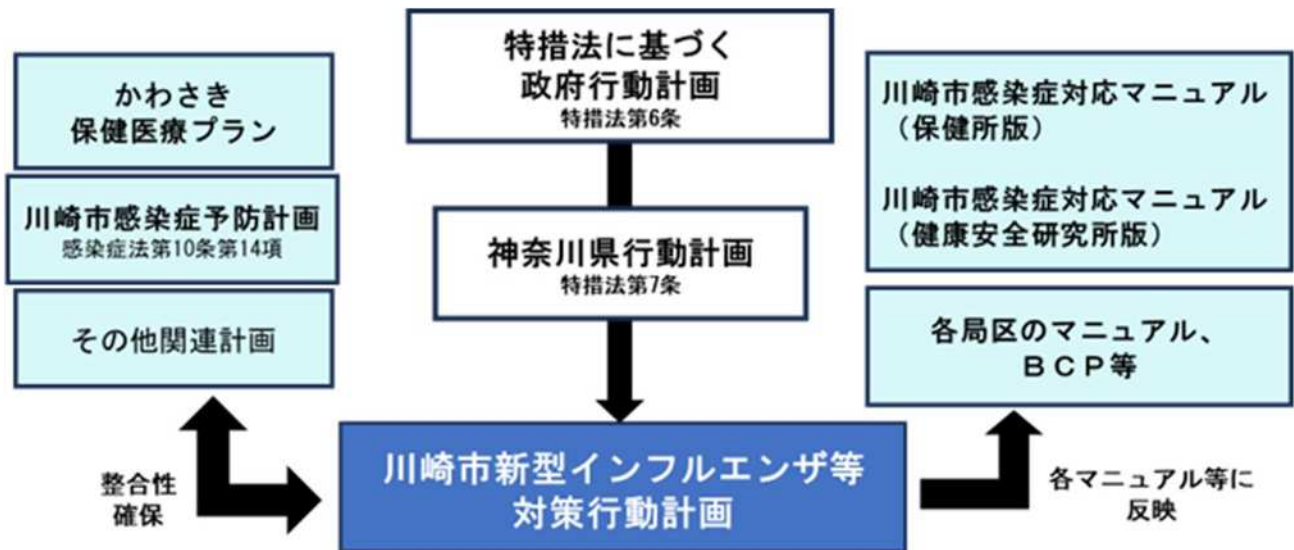 かわさき
保健医療プラン
川崎市感染症予防計画
感染症法第10条第14項
その他関連計画
整合性
確保
特措法に基づく
政府行動計画
特措法第6条
神奈川県行動計画
特措法第7条
川崎市新型インフルエンザ等
対策行動計画
川崎市感染症対応マニュアル
（保健所版）
川崎市感染症対応マニュアル
（健康安全研究所版）
各局区のマニュアル、
ＢＣＰ等
各マニュアル等に
反映